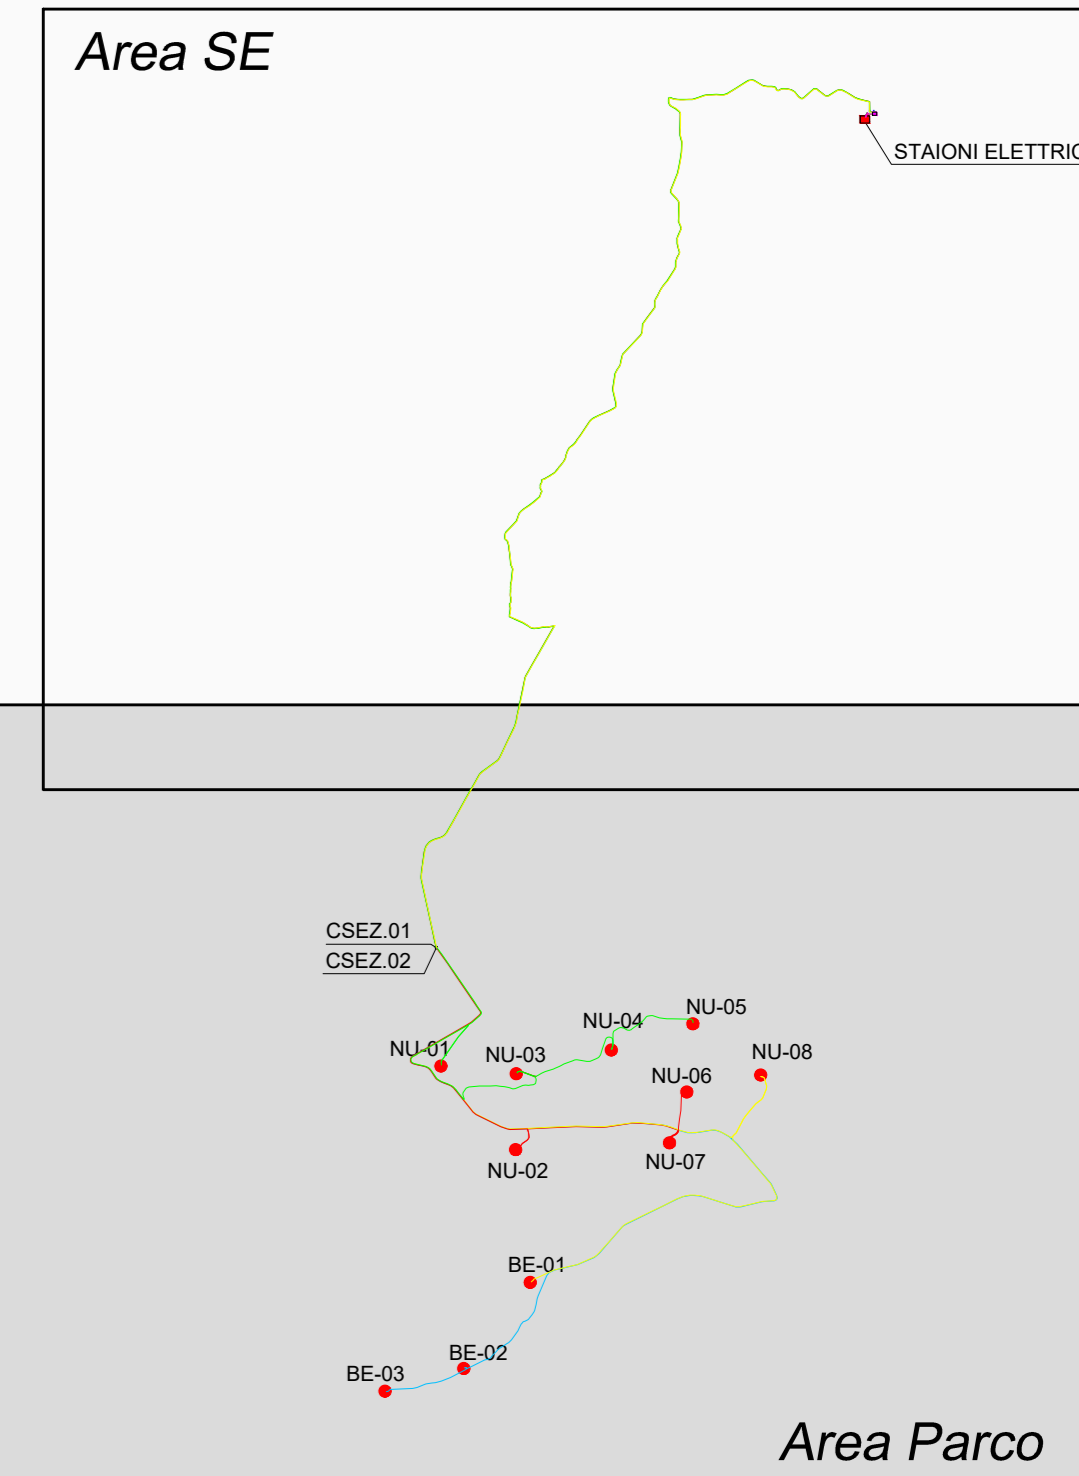 Area SE
STAIONI ELETTRIC
CSEZ.01
CSEZ.02
NU-05
NU-04
NU-01
NU-03
NU-08
NU-06
NU-07
NU-02
BE-01
BE-02
BE-03
Area Parco